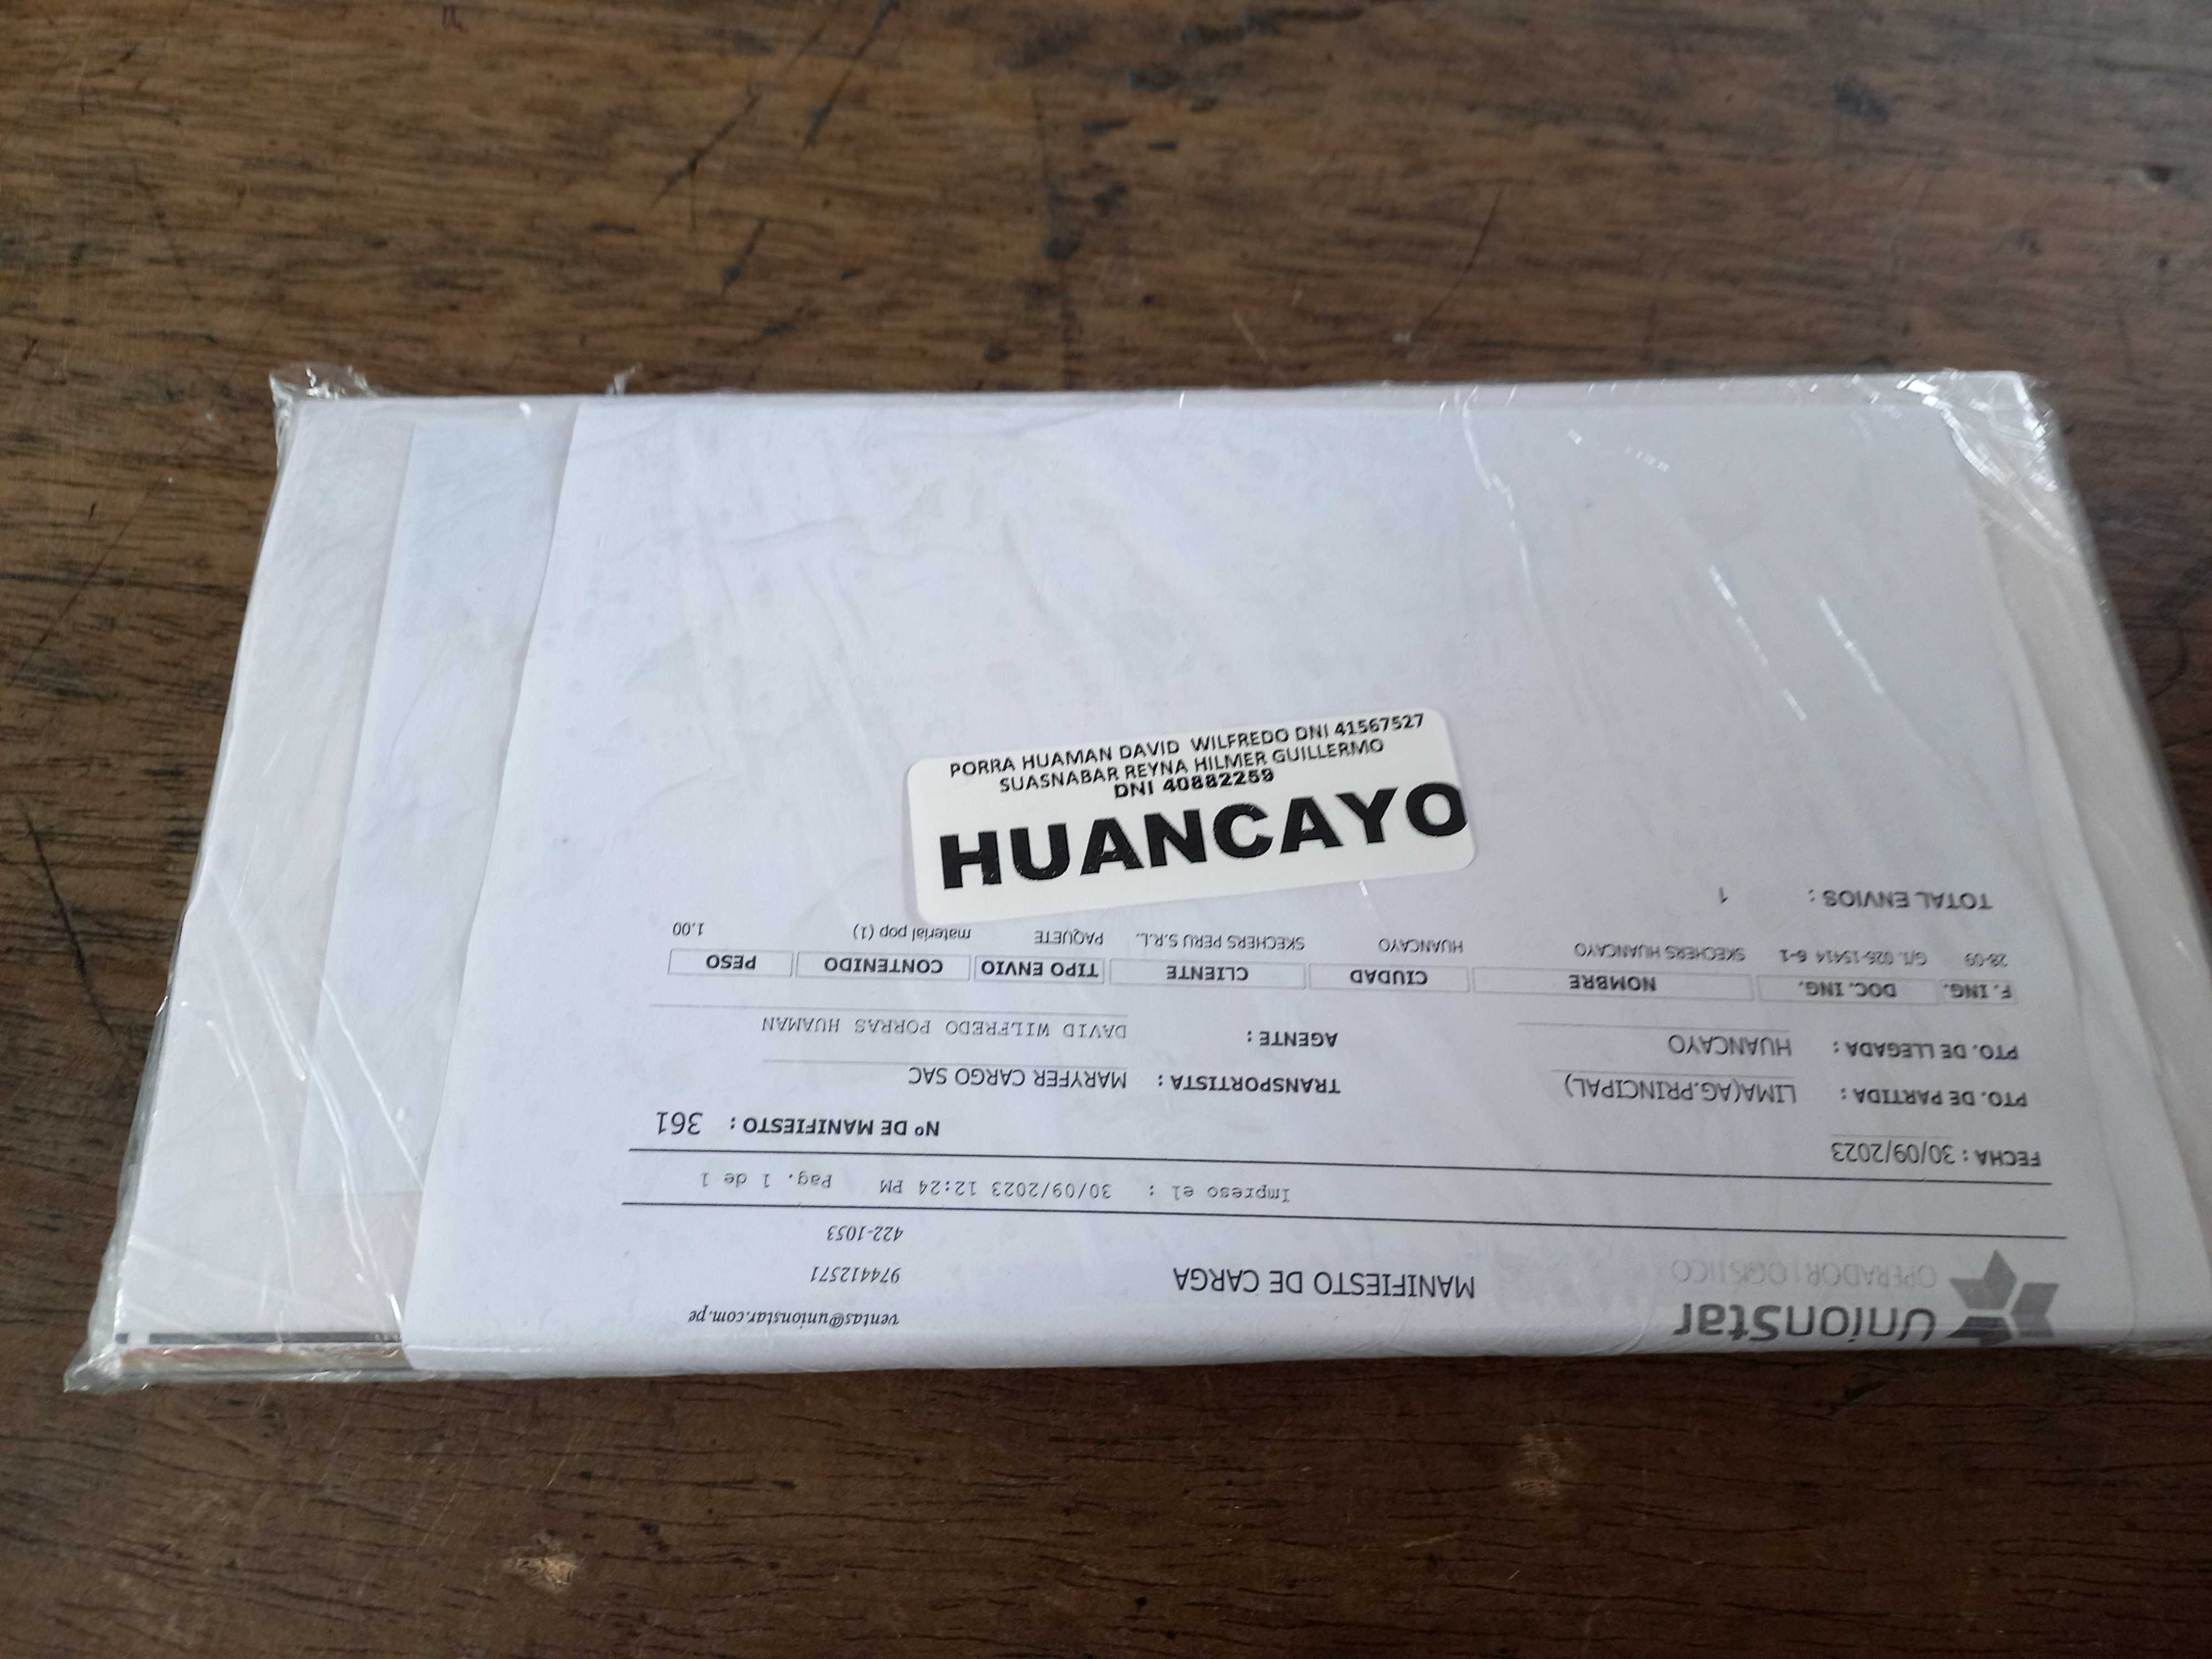 PORRA HUAMAN DAVID WILFREDO DNI 41567527
SUASNABAR REYNA HILMER GUILLERMO
DNI 40882259
HUANCAYO
UnionStar
OPERADOR LOGISTICO
MANIFIESTO DE CARGA
ventas@unionstar.com.pe
974412571
422-1053
Impreso el : 30/09/2023 12:24 PM Pag. 1 de 1
FECHA : 30/09/2023 Nº DE MANIFIESTO : 361
PTO. DE PARTIDA : LIMA(AG.PRINCIPAL) TRANSPORTISTA : MARYFER CARGO SAC
PTO. DE LLEGADA : HUANCAYO AGENTE : DAVID WILFREDO PORRAS HUAMAN
F. ING. DOC. ING. NOMBRE CIUDAD CLIENTE TIPO ENVIO CONTENIDO PESO
28-09 G/T. 026-15414 6-1 SKECHERS HUANCAYO HUANCAYO SKECHERS PERU S.R.L. PAQUETE material pop (1) 1.00
TOTAL ENVIOS : 1